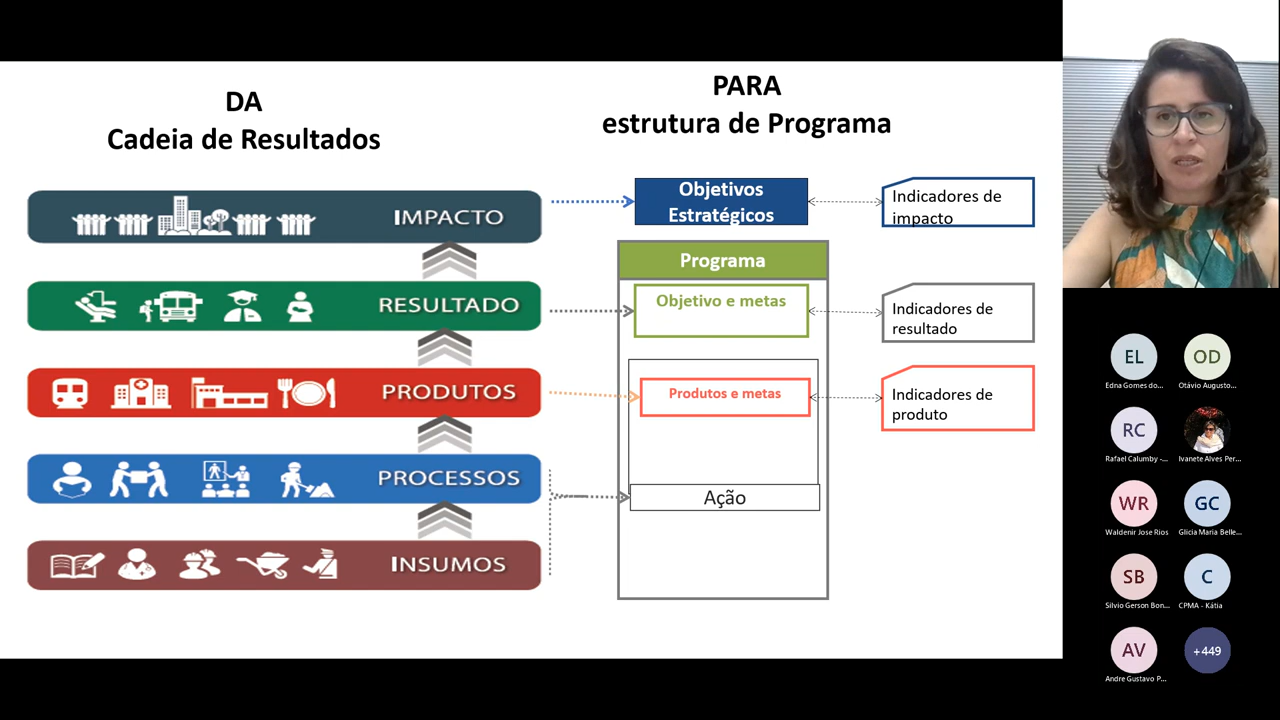 DA
Cadeia de Resultados
PARA
estrutura de Programa
IMPACTO
RESULTADO
PRODUTOS
PROCESSOS
INSUMOS
Objetivos
Estratégicos
Programa
Objetivo e metas
Produtos e metas
Ação
Indicadores de
impacto
Indicadores de
resultado
Indicadores de
produto
EL
Edna Gomes do...
OD
Otávio Augusto...
RC
Rafael Calumby -...
Ivanete Alves Per...
WR
Waldenir Jose Rios
GC
Glícia Maria Belle...
SB
Silvio Gerson Bon...
C
CPMA - Kátia
AV
Andre Gustavo P...
+449